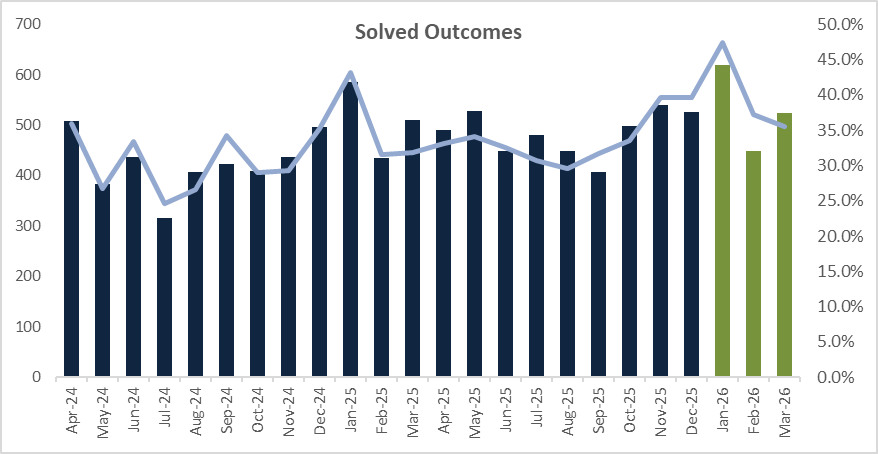 Solved Outcomes
700
600
500
400
300
200
100
0
50.0%
45.0%
40.0%
35.0%
30.0%
25.0%
20.0%
15.0%
10.0%
5.0%
0.0%
Apr-24
May-24
Jun-24
Jul-24
Aug-24
Sep-24
Oct-24
Nov-24
Dec-24
Jan-25
Feb-25
Mar-25
Apr-25
May-25
Jun-25
Jul-25
Aug-25
Sep-25
Oct-25
Nov-25
Dec-25
Jan-26
Feb-26
Mar-26